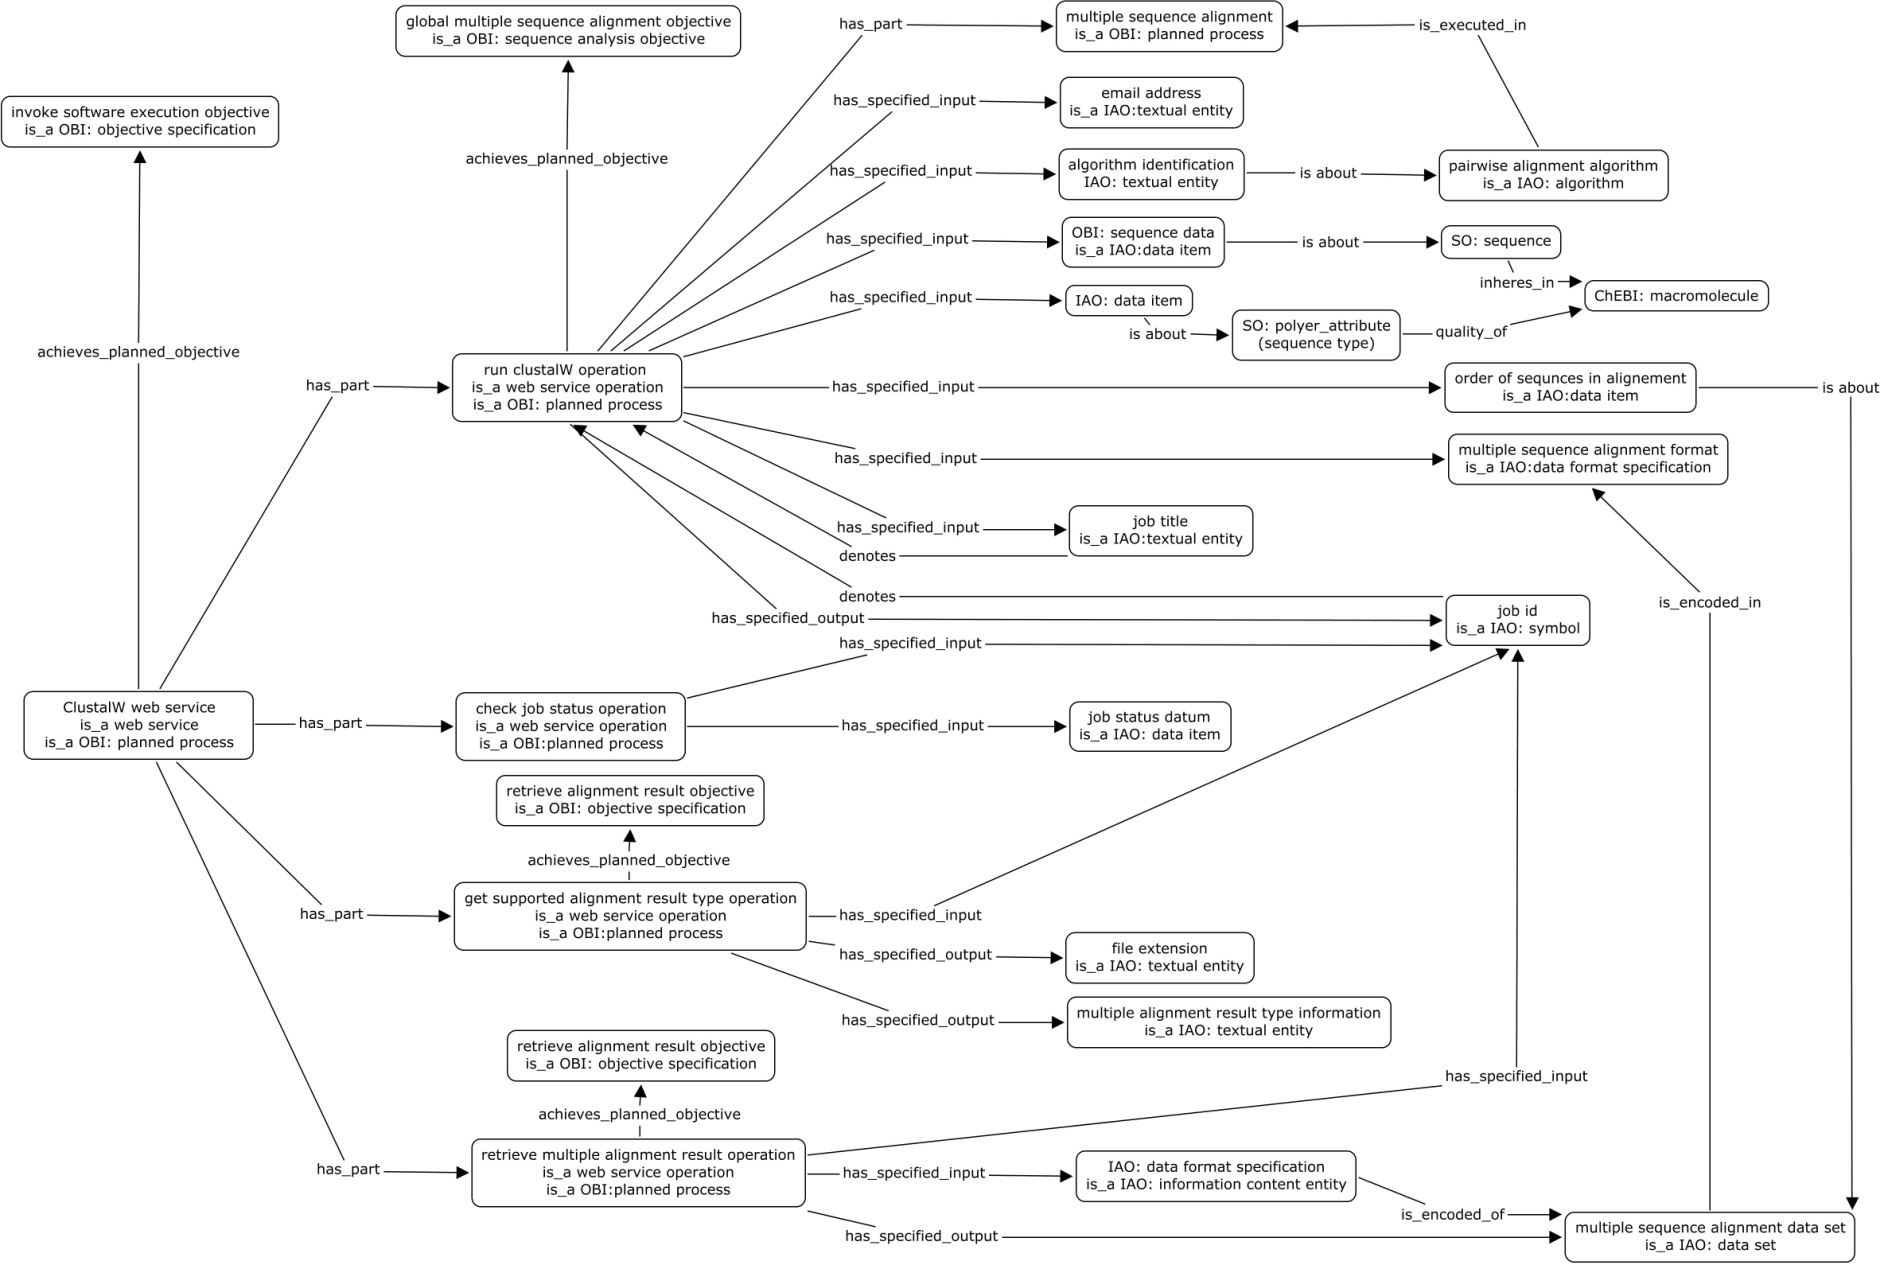 global multiple sequence alignment objective
is_a OBI: sequence analysis objective
has_part
multiple sequence alignment
is_a OBI: planned process
is_executed_in
invoke software execution objective
is_a OBI: objective specification
has_specified_input
email address
is_a IAO:textual entity
achieves_planned_objective
has_specified_input
algorithm identification
IAO: textual entity
is about
pairwise alignment algorithm
is_a IAO: algorithm
has_specified_input
OBI: sequence data
is_a IAO:data item
is about
SO: sequence
inheres_in
ChEBI: macromolecule
has_specified_input
IAO: data item
is about
SO: polyer_attribute
(sequence type)
quality_of
achieves_planned_objective
has_part
run clustalW operation
is_a web service operation
is_a OBI: planned process
has_specified_input
order of sequnces in alignement
is_a IAO:data item
is about
has_specified_input
multiple sequence alignment format
is_a IAO:data format specification
has_specified_input
job title
is_a IAO:textual entity
denotes
denotes
has_specified_output
job id
is_a IAO: symbol
is_encoded_in
has_specified_input
ClustalW web service
is_a web service
is_a OBI: planned process
has_part
check job status operation
is_a web service operation
is_a OBI:planned process
has_specified_input
job status datum
is_a IAO: data item
retrieve alignment result objective
is_a OBI: objective specification
achieves_planned_objective
has_part
get supported alignment result type operation
is_a web service operation
is_a OBI:planned process
has_specified_input
has_specified_output
file extension
is_a IAO: textual entity
has_specified_output
multiple alignment result type information
is_a IAO: textual entity
retrieve alignment result objective
is_a OBI: objective specification
has_specified_input
achieves_planned_objective
has_part
retrieve multiple alignment result operation
is_a web service operation
is_a OBI:planned process
has_specified_input
IAO: data format specification
is_a IAO: information content entity
is_encoded_of
has_specified_output
multiple sequence alignment data set
is_a IAO: data set